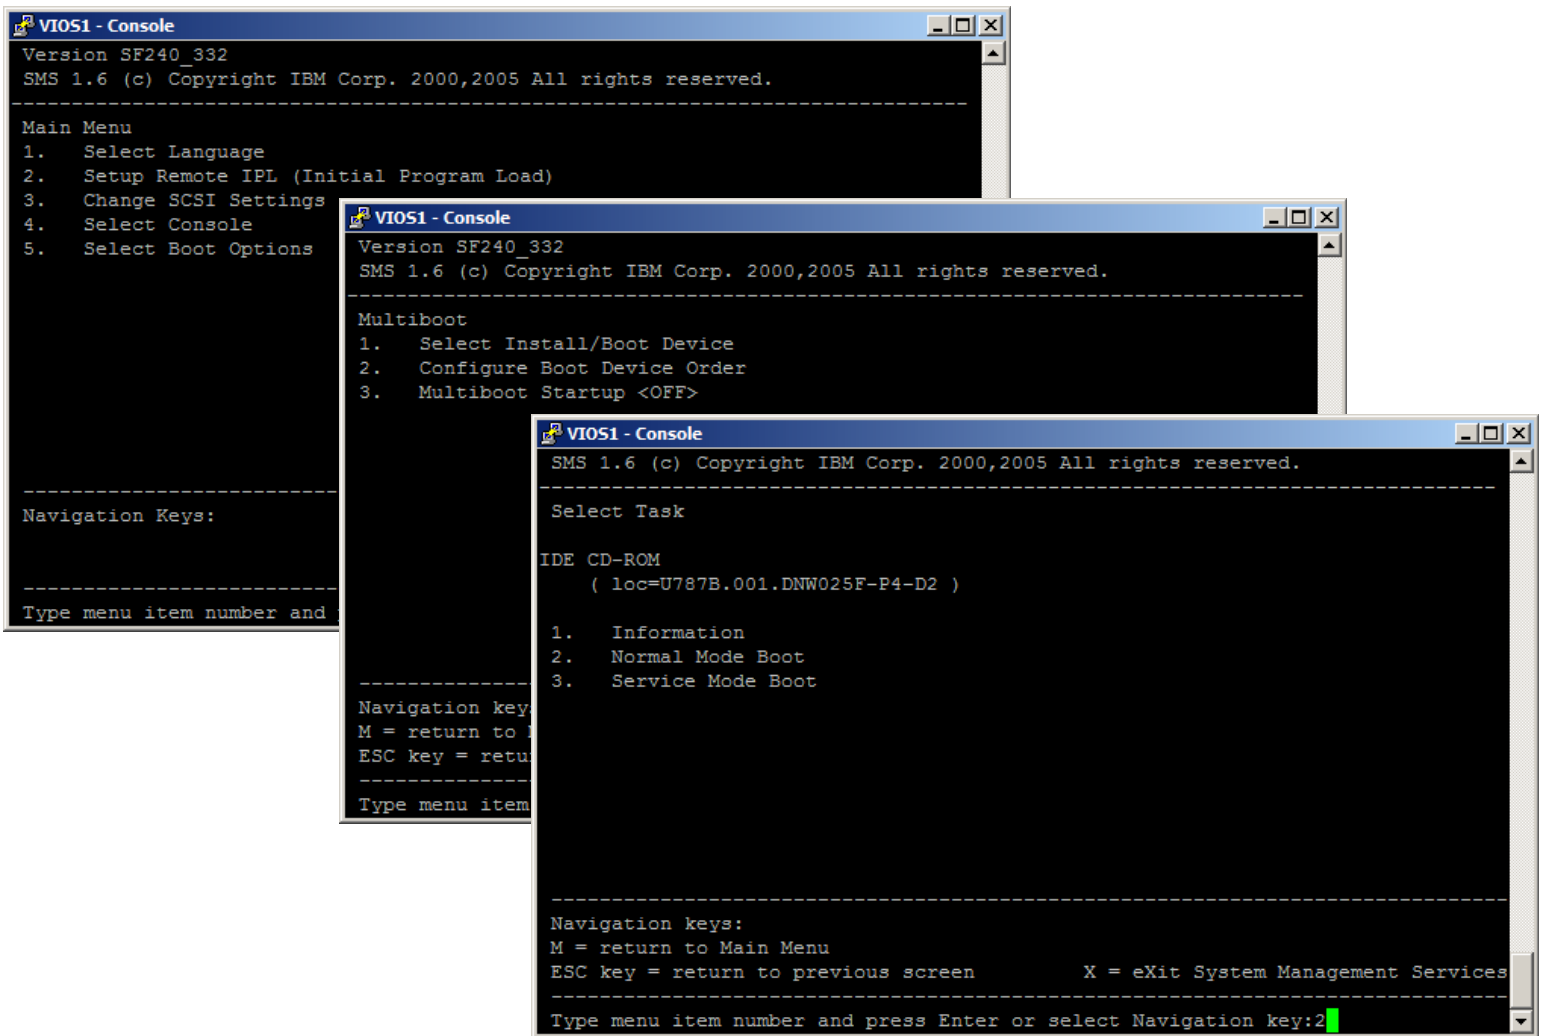 VIOS1 - Console
Version SF240_332
SMS 1.6 (c) Copyright IBM Corp. 2000,2005 All rights reserved.
--------------------------------------------------------------------------------
Main Menu
1. Select Language
2. Setup Remote IPL (Initial Program Load)
3. Change SCSI Settings
4. Select Console
5. Select Boot Options
--------------------------
Navigation Keys:
--------------------------
Type menu item number and
VIOS1 - Console
Version SF240_332
SMS 1.6 (c) Copyright IBM Corp. 2000,2005 All rights reserved.
--------------------------------------------------------------------------------
Multiboot
1. Select Install/Boot Device
2. Configure Boot Device Order
3. Multiboot Startup <OFF>
---------------
Navigation key
M = return to
ESC key = retu
---------------
Type menu item
VIOS1 - Console
SMS 1.6 (c) Copyright IBM Corp. 2000,2005 All rights reserved.
--------------------------------------------------------------------------------
Select Task
IDE CD-ROM
( loc=U787B.001.DNW025F-P4-D2 )
1. Information
2. Normal Mode Boot
3. Service Mode Boot
--------------------------------------------------------------------------------
Navigation keys:
M = return to Main Menu
ESC key = return to previous screen X = eXit System Management Services
--------------------------------------------------------------------------------
Type menu item number and press Enter or select Navigation key:2